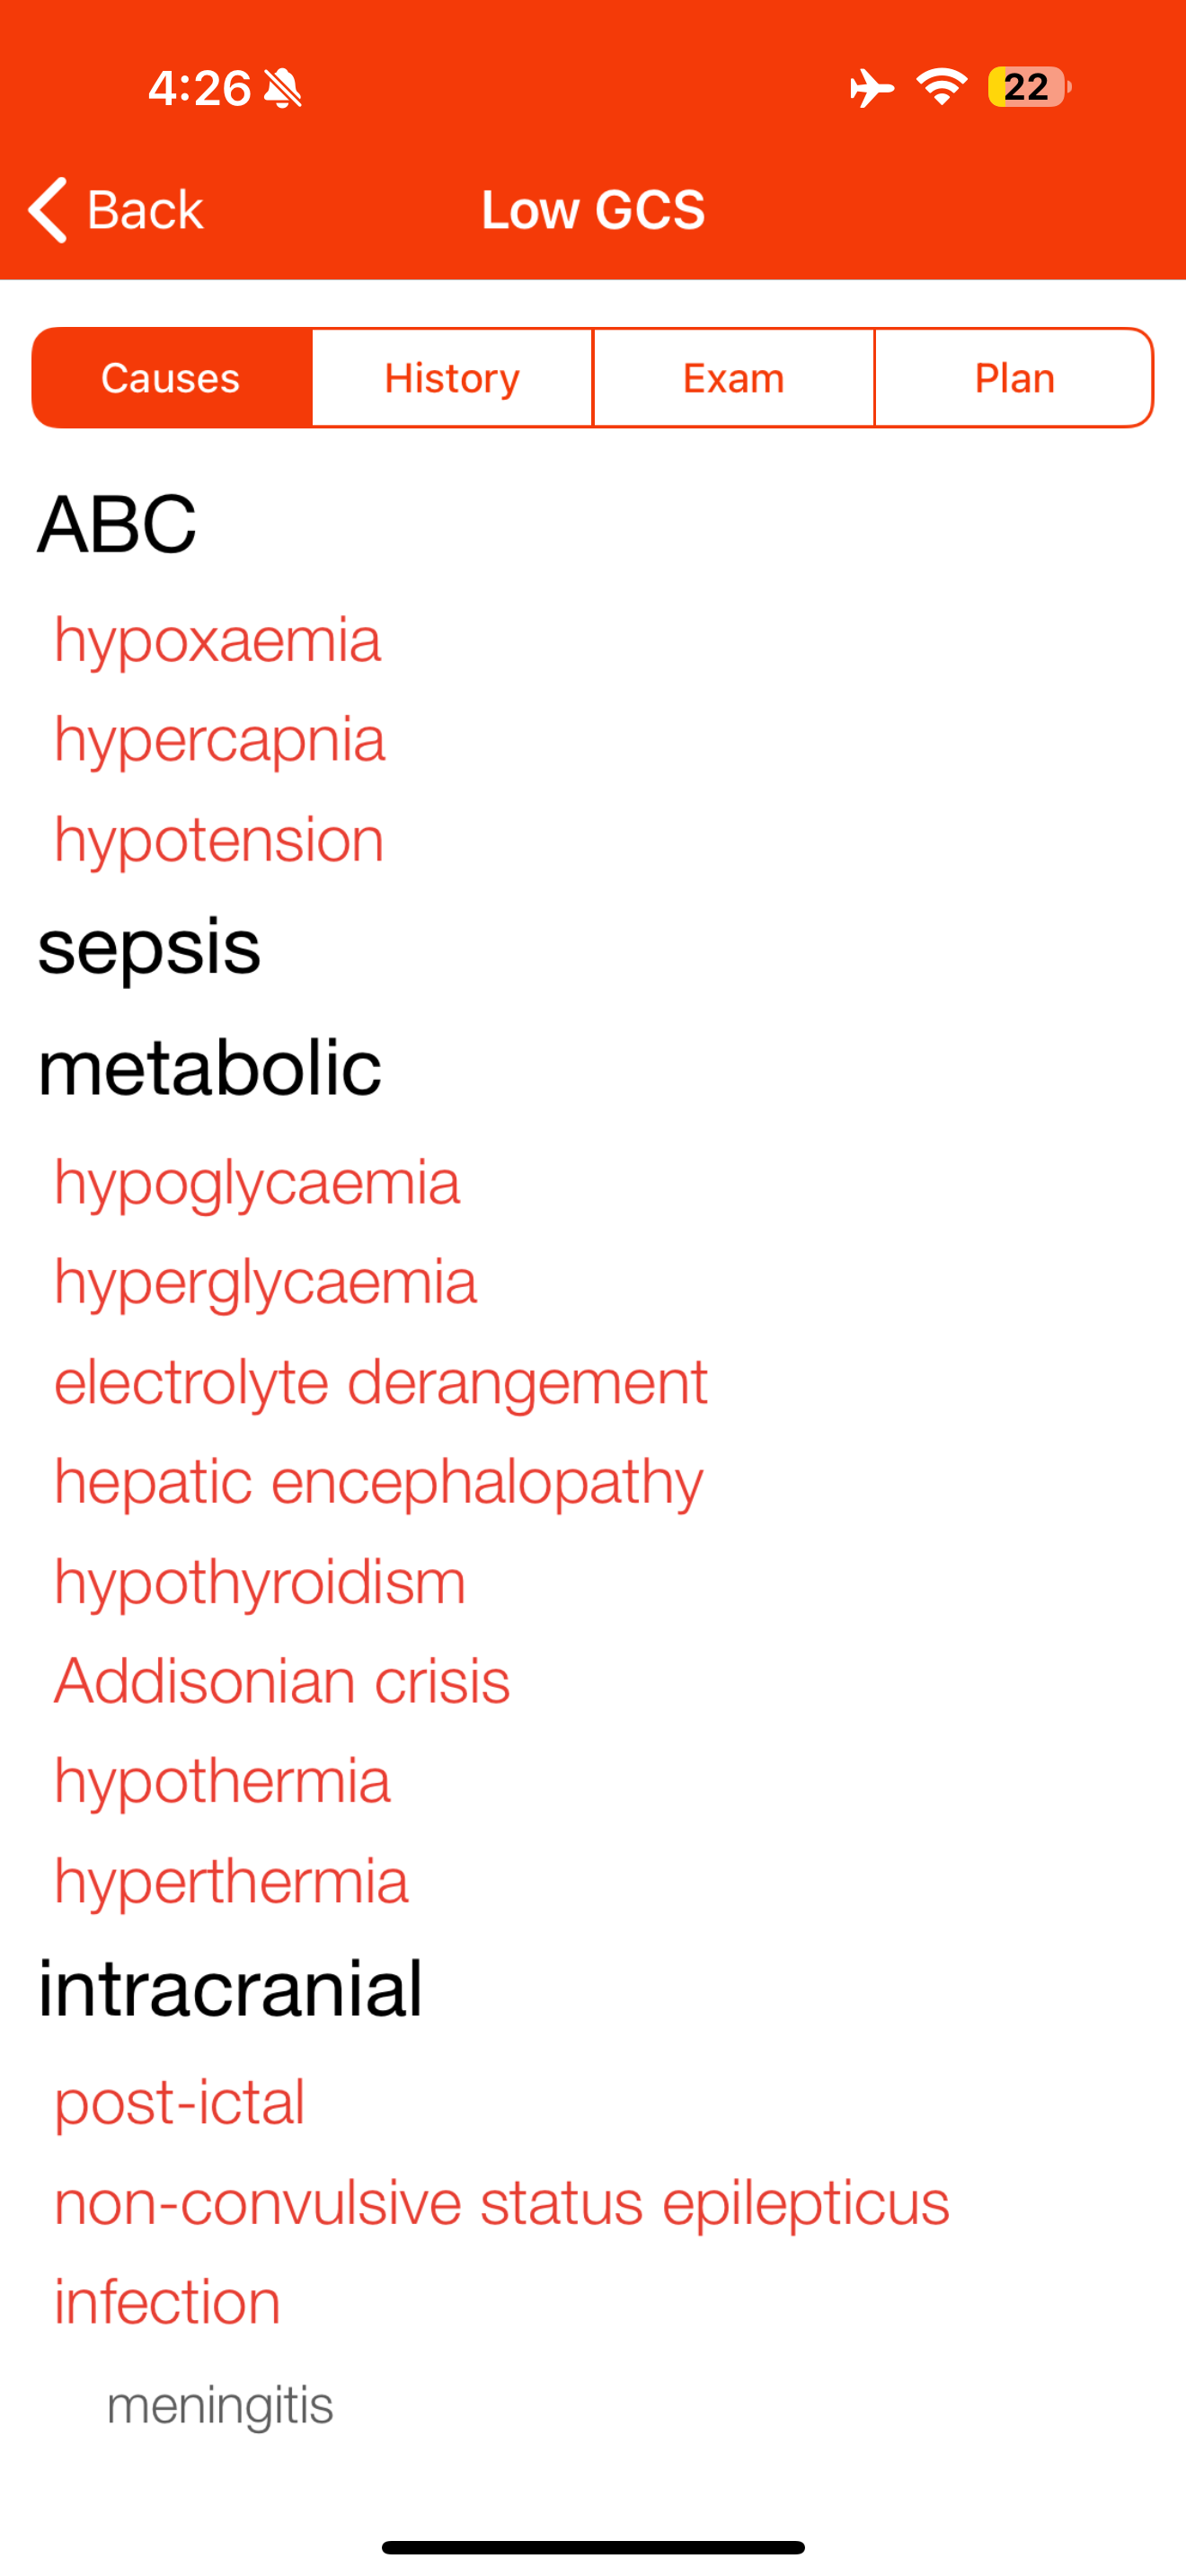 4:26
22
Back
Low GCS
Causes
History
Exam
Plan
ABC
hypoxaemia
hypercapnia
hypotension
sepsis
metabolic
hypoglycaemia
hyperglycaemia
electrolyte derangement
hepatic encephalopathy
hypothyroidism
Addisonian crisis
hypothermia
hyperthermia
intracranial
post-ictal
non-convulsive status epilepticus
infection
meningitis